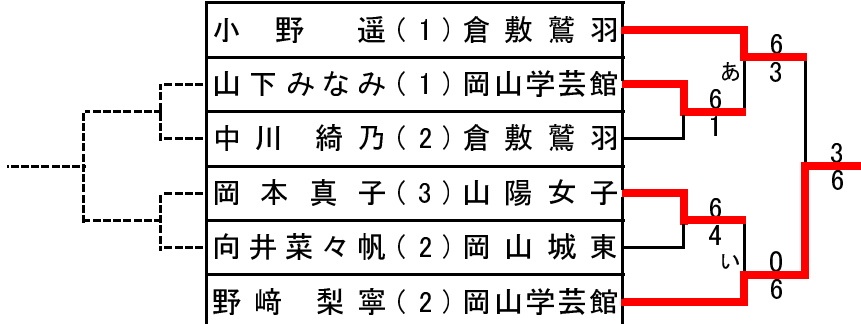 小野 遥(1)倉敷鷲羽
山下みなみ(1)岡山学芸館
中川 綺乃(2)倉敷鷲羽
岡本真子(3)山陽女子
向井菜々帆(2)岡山城東
野﨑 梨寧(2)岡山学芸館
6
3
あ
6
1
3
6
6
4
い
0
6